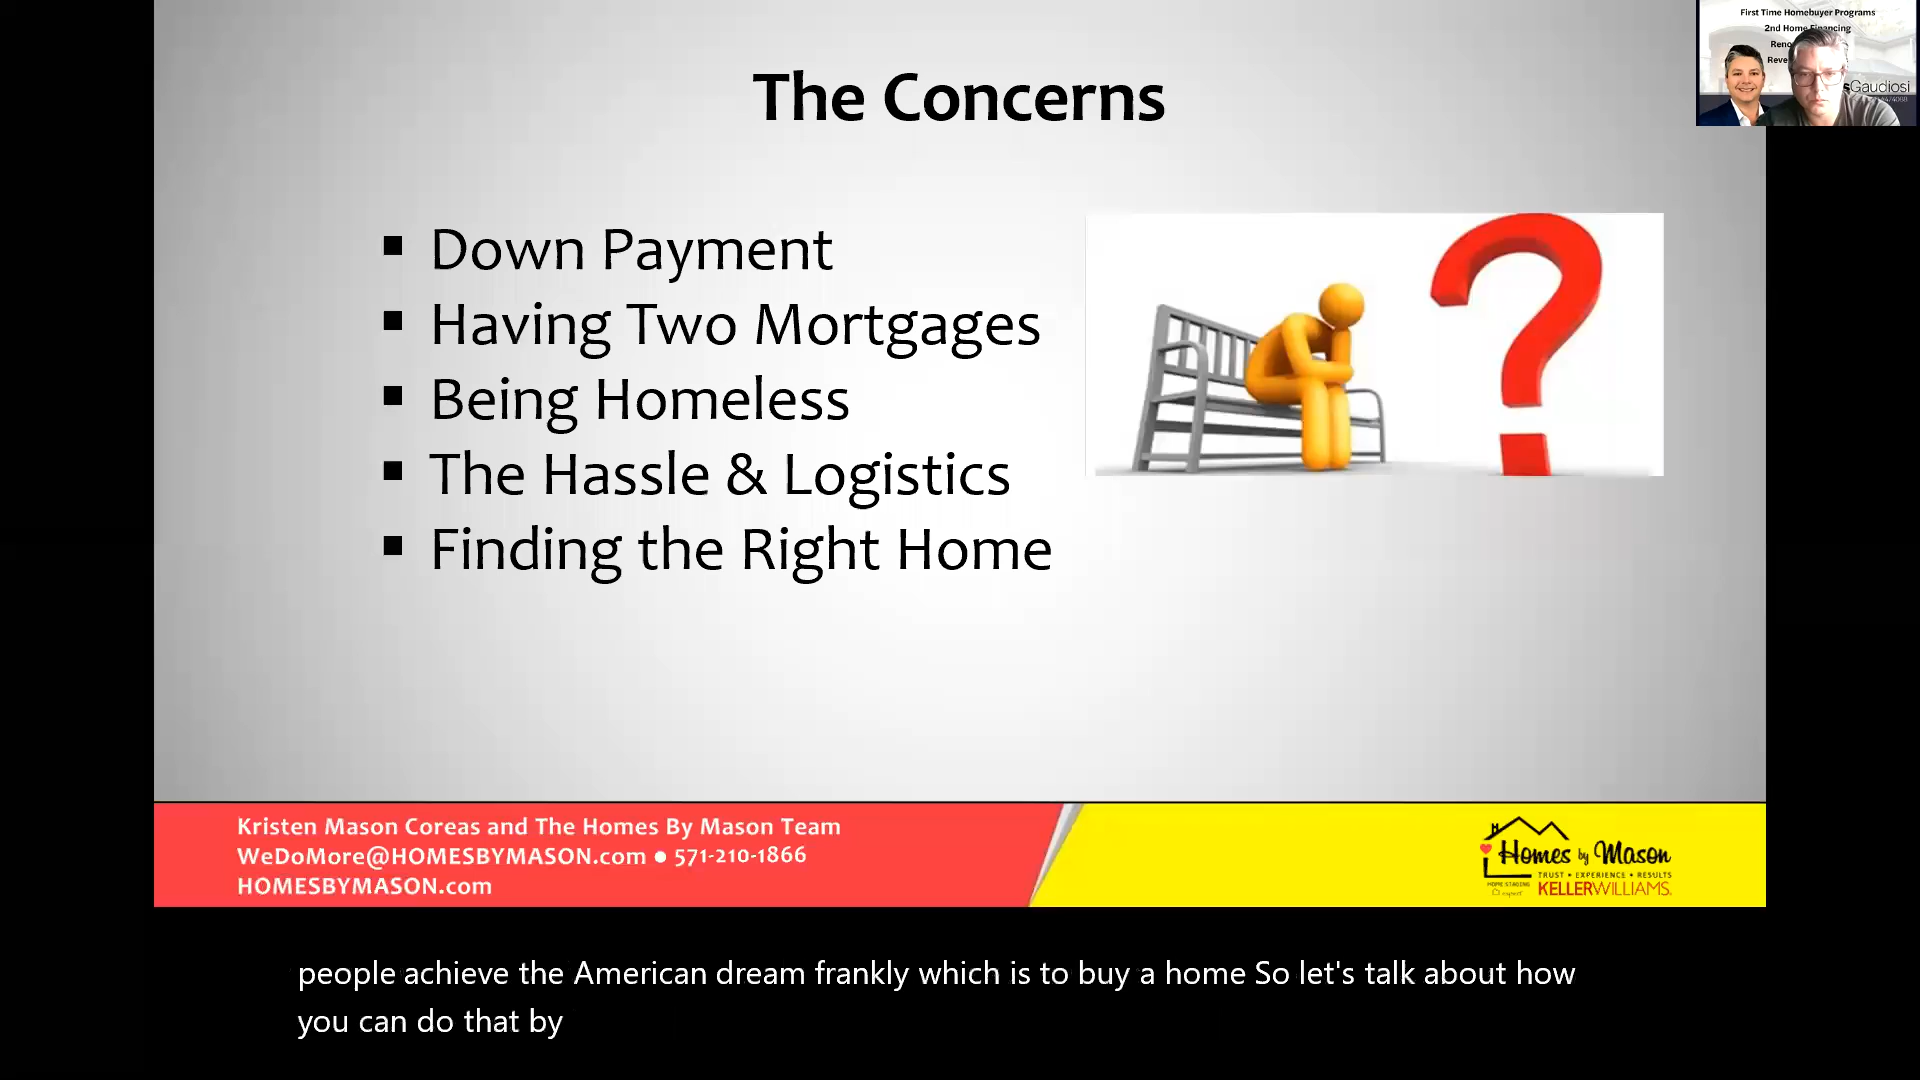 First Time Homebuyer Programs
2nd Home Financing
Gaudiosi
The Concerns
▪ Down Payment
▪ Having Two Mortgages
▪ Being Homeless
▪ The Hassle & Logistics
▪ Finding the Right Home
Kristen Mason Coreas and The Homes By Mason Team
WeDoMore@HOMESBYMASON.com ● 571-210-1866
HOMESBYMASON.com
Homes by Mason
TRUST • EXPERIENCE • RESULTS
HOME STAGING
KELLERWILLIAMS.
people achieve the American dream frankly which is to buy a home So let's talk about how
you can do that by